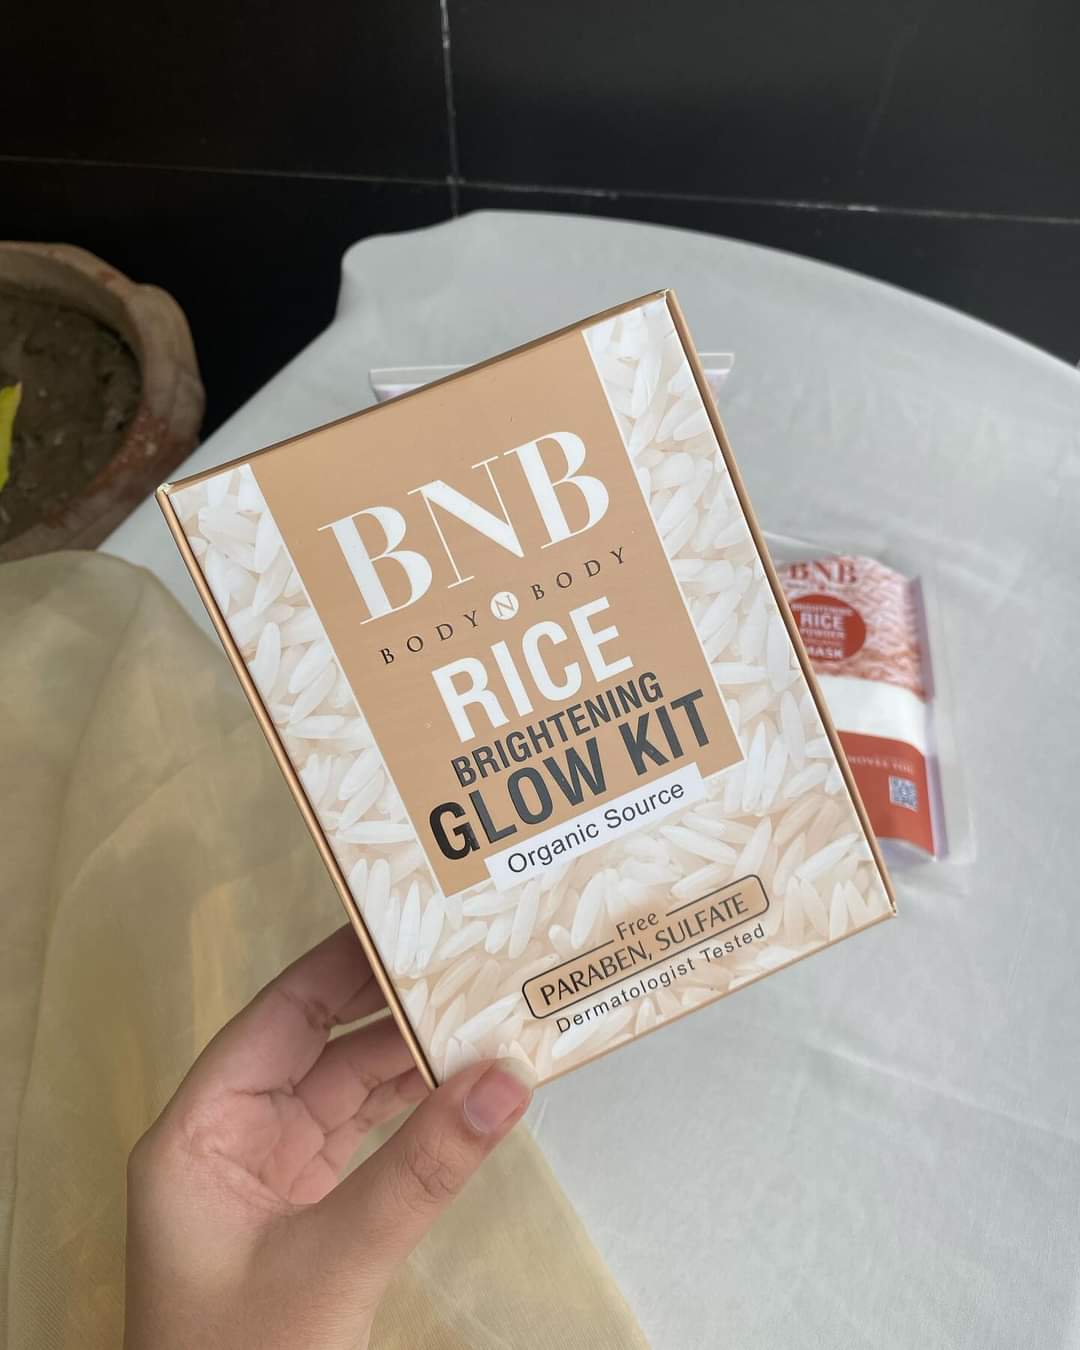 BNB
BODY N BODY
RICE
BRIGHTENING
GLOW KIT
Organic Source
Free
PARABEN, SULFATE
Dermatologist Tested
BNB
BRIGHTENING
RICE
POWDER
MASK